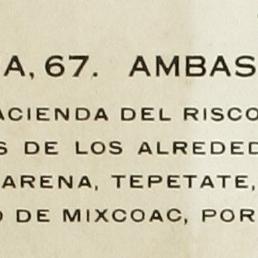 A, 67. AMBAS
ACIENDA DEL RISCO
S DE LOS ALREDED
ARENA, TEPETATE,
O DE MIXCOAC, POR